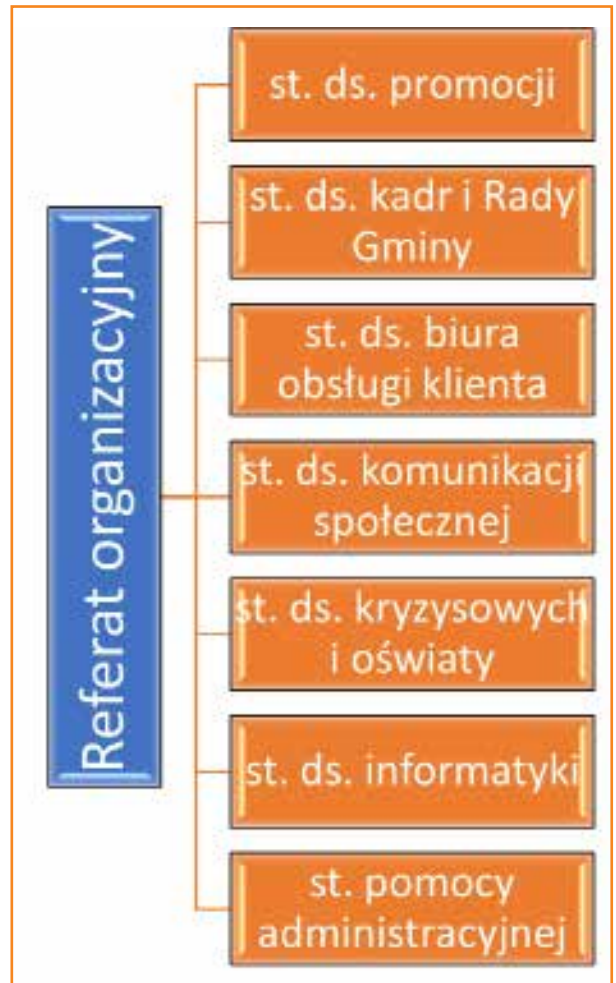 Referat organizacyjny
st. ds. promocji
st. ds. kadr i Rady
Gminy
st. ds. biura
obsługi klienta
st. ds. komunikacji
społecznej
st. ds. kryzysowych
i oświaty
st. ds. informatyki
st. pomocy
administracyjnej